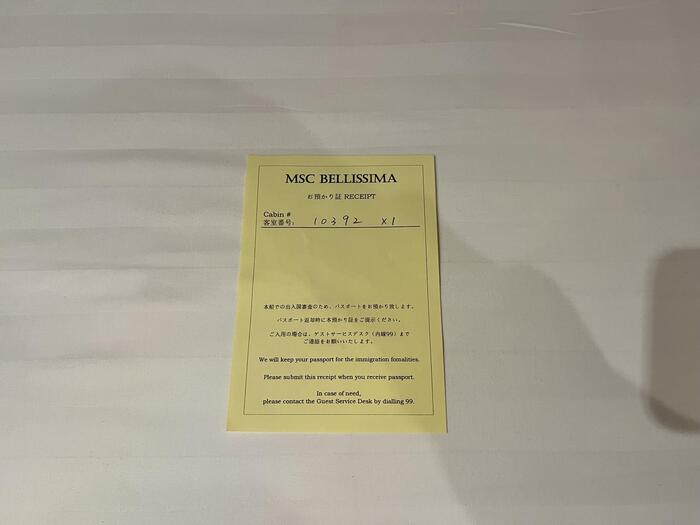 MSC BELLISSIMA
お預かり証 RECEIPT
Cabin #
客室番号: 10392 x1
本船での出入国審査のため、パスポートをお預かり致します。
パスポート返却時に本預かり証をご提示ください。
ご入用の場合は、ゲストサービスデスク（内線99）まで
ご連絡をお願いいたします。
We will keep your passport for the immigration fomalities.
Please submit this receipt when you receive passport.
In case of need,
please contact the Guest Service Desk by dialling 99.